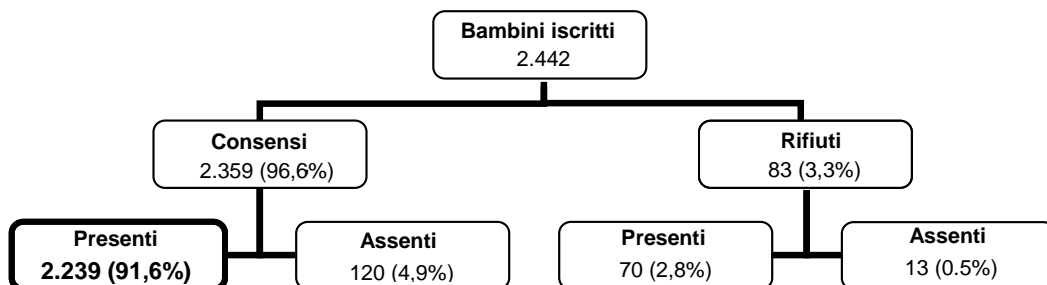 Bambini iscritti
2.442
Consensi
2.359 (96,6%)
Rifiuti
83 (3,3%)
Presenti
2.239 (91,6%)
Assenti
120 (4,9%)
Presenti
70 (2,8%)
Assenti
13 (0.5%)